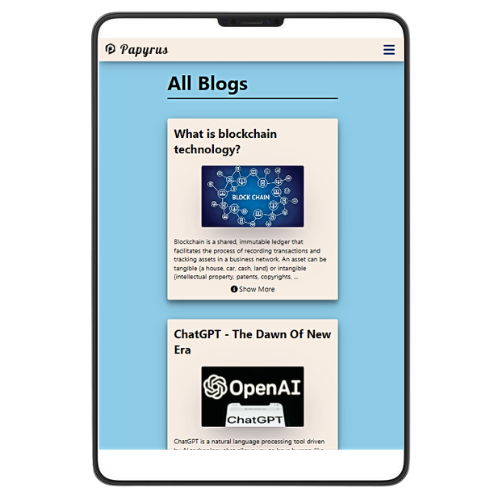 Papyrus
All Blogs
What is blockchain
technology?
BLOCK CHAIN
Blockchain is a shared, immutable ledger that
facilitates the process of recording transactions and
tracking assets in a business network. An asset can be
tangible (a house, car, cash, land) or intangible
(intellectual property, patents, copyrights, ...
Show More
ChatGPT - The Dawn Of New
Era
OpenAI
ChatGPT
ChatGPT is a natural language processing tool driven